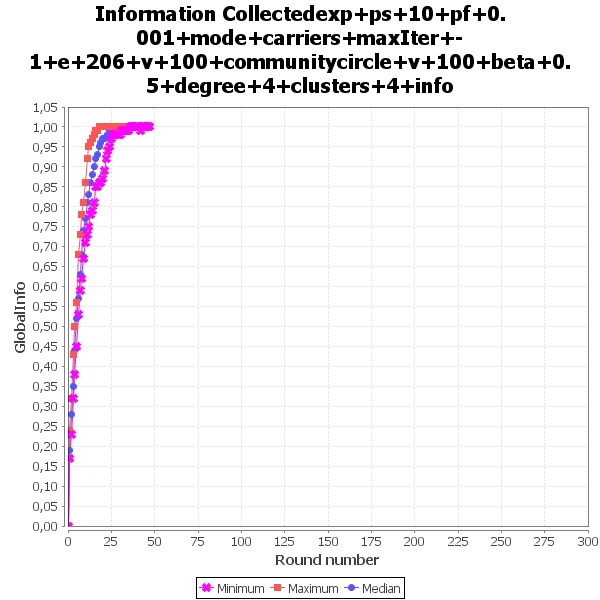 Information Collectedexp+ps+10+pf+0.
001+mode+carriers+maxIter+-
1+e+206+v+100+communitycircle+v+100+beta+0.
5+degree+4+clusters+4+info
1,05
1,00
0,95
0,90
0,85
0,80
0,75
0,70
0,65
0,60
0,55
0,50
0,45
0,40
0,35
0,30
0,25
0,20
0,15
0,10
0,05
0,00
GlobalInfo
0 25 50 75 100 125 150 175 200 225 250 275 300
Round number
Minimum Maximum Median